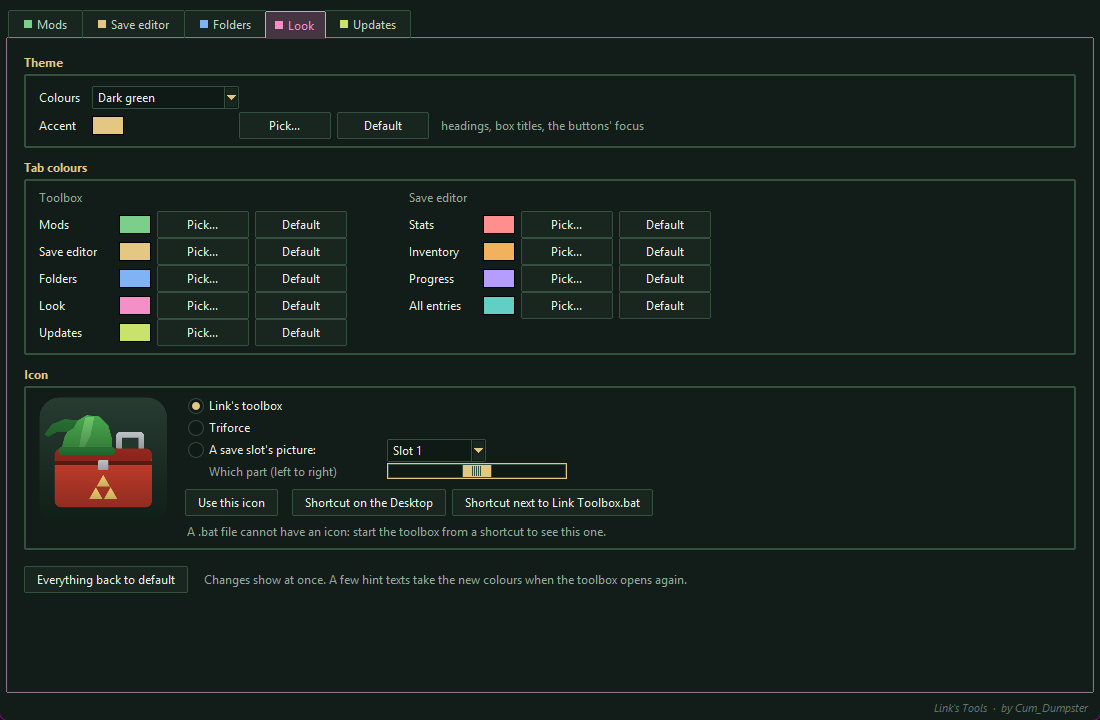 Mods Save editor Folders Look Updates
Theme
Colours Dark green
Accent Pick... Default headings, box titles, the buttons' focus
Tab colours
Toolbox Save editor
Mods Pick... Default Stats Pick... Default
Save editor Pick... Default Inventory Pick... Default
Folders Pick... Default Progress Pick... Default
Look Pick... Default All entries Pick... Default
Updates Pick... Default
Icon
Link's toolbox
Triforce
A save slot's picture: Slot 1
Which part (left to right)
Use this icon Shortcut on the Desktop Shortcut next to Link Toolbox.bat
A .bat file cannot have an icon: start the toolbox from a shortcut to see this one.
Everything back to default Changes show at once. A few hint texts take the new colours when the toolbox opens again.
Link's Tools · by Cum_Dumpster